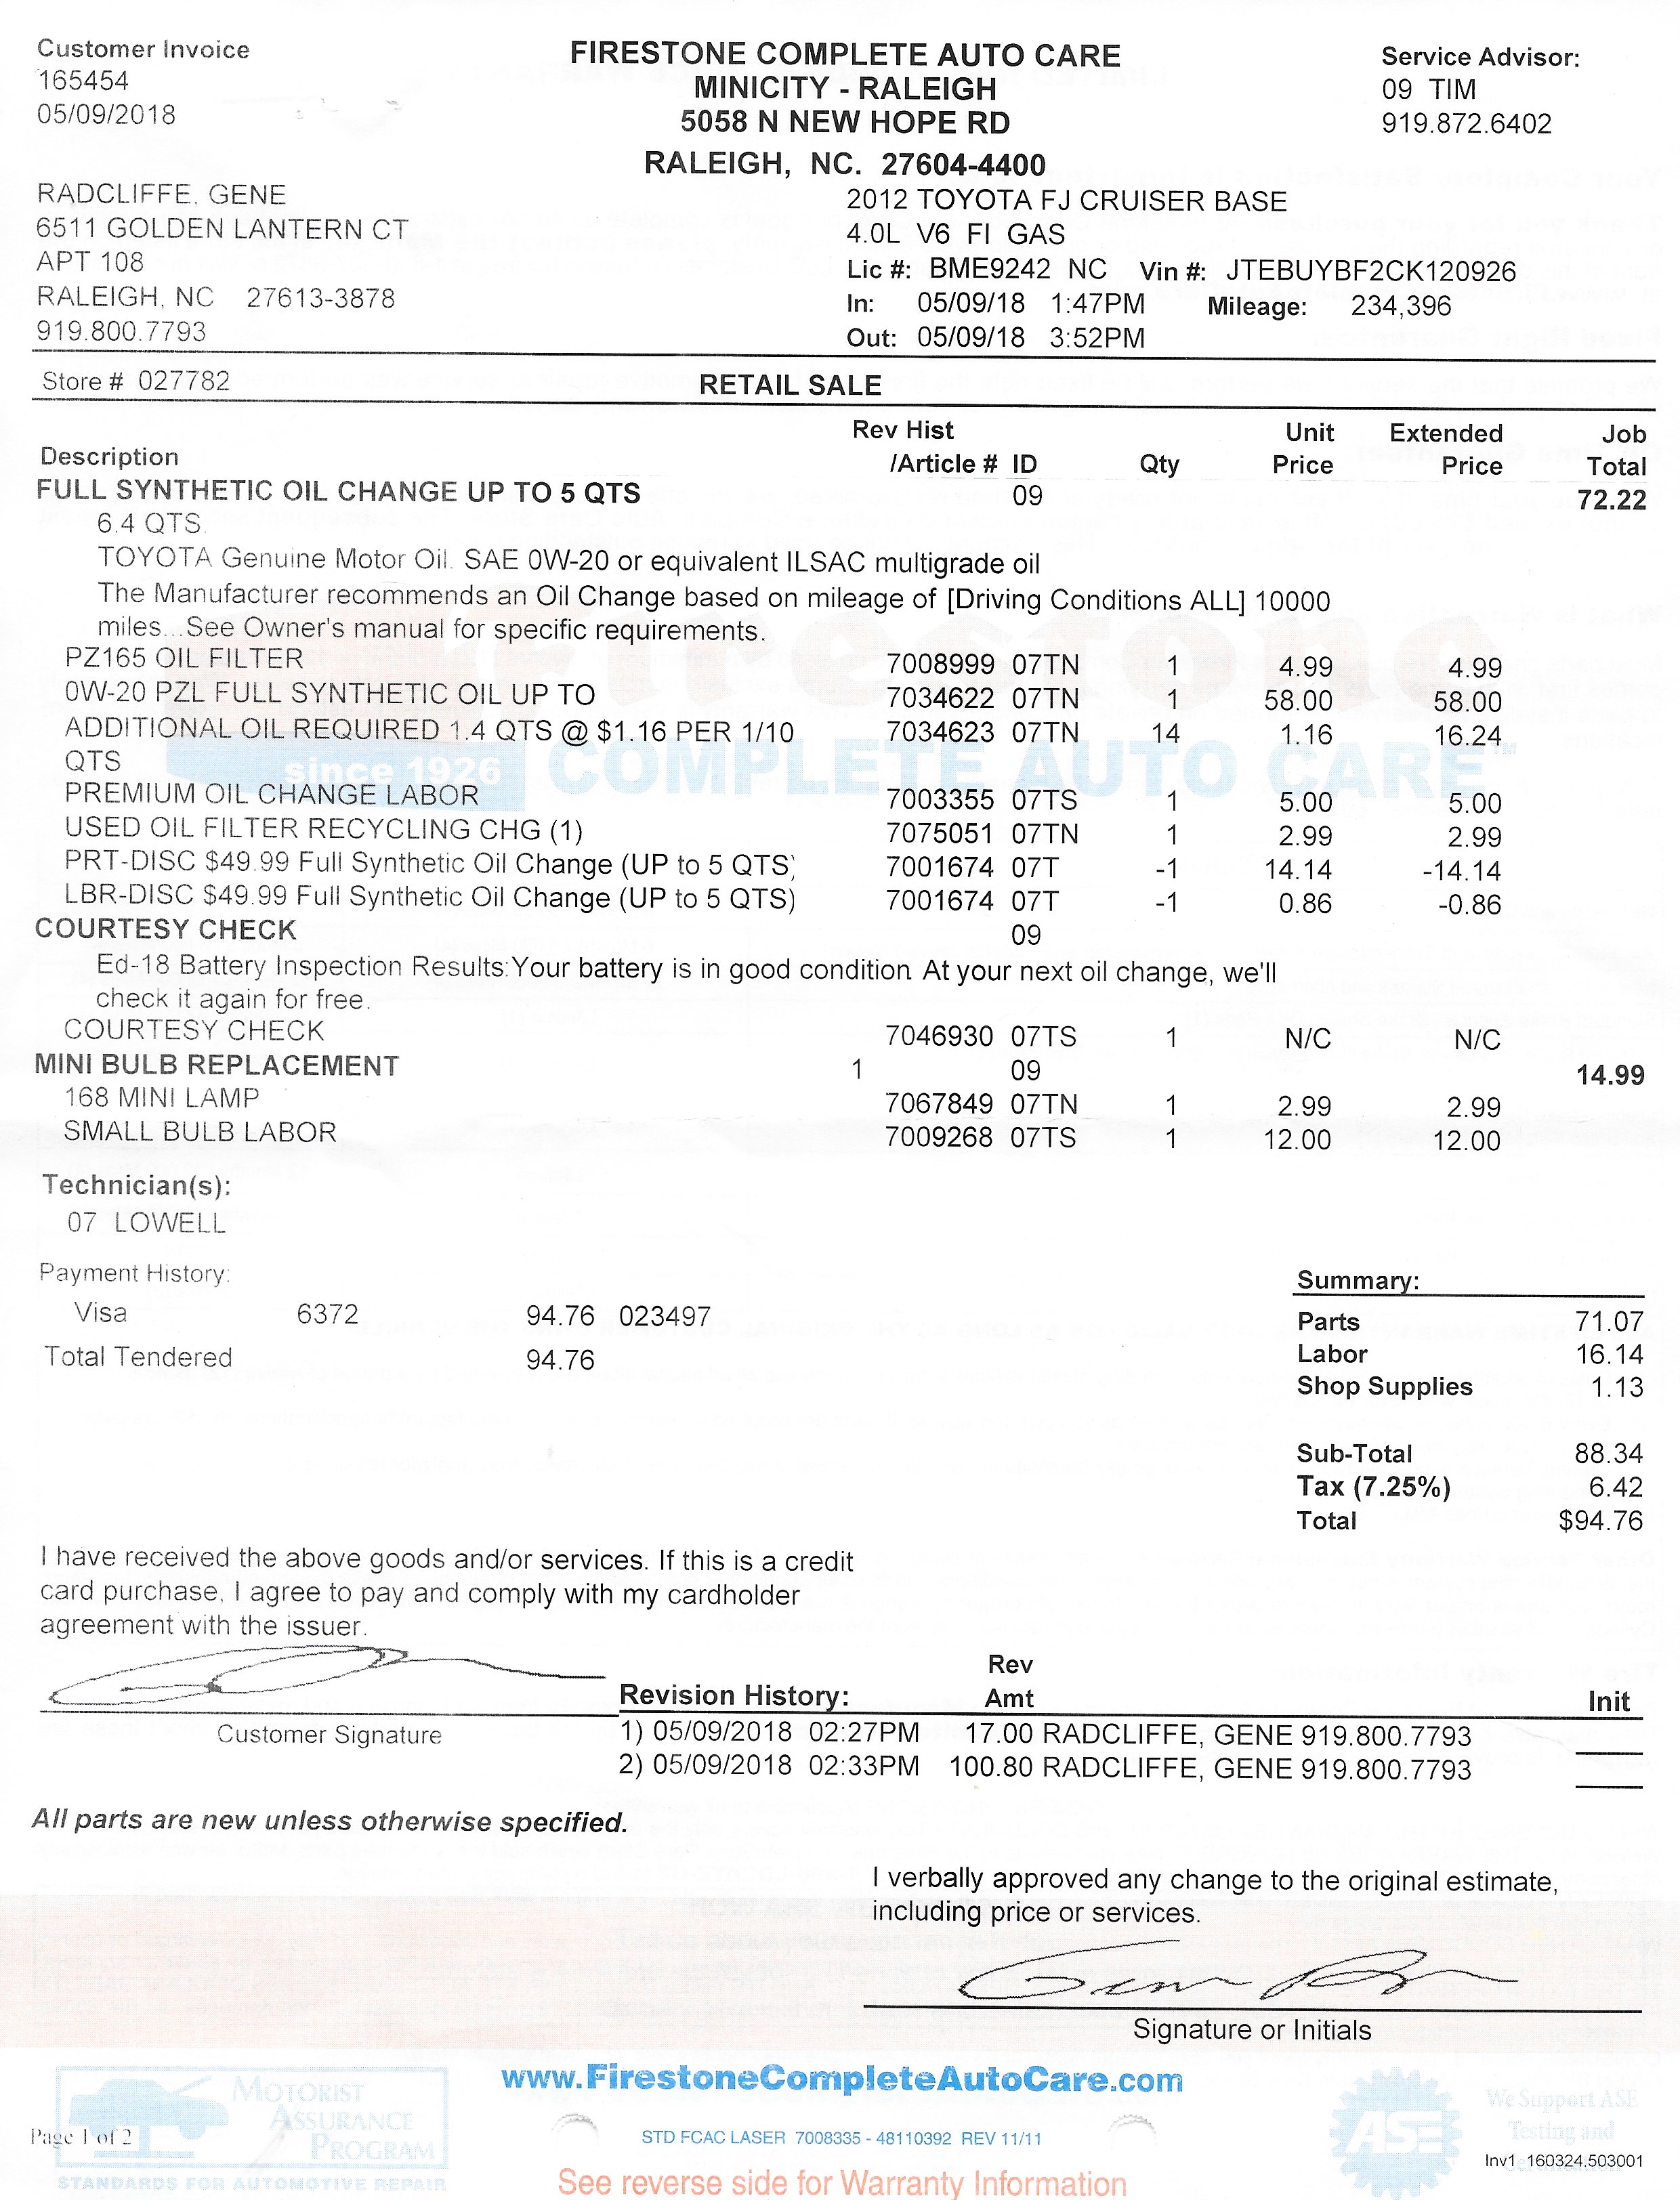 Customer Invoice
165454
05/09/2018
FIRESTONE COMPLETE AUTO CARE
MINICITY - RALEIGH
5058 N NEW HOPE RD
RALEIGH, NC. 27604-4400
Service Advisor:
09 TIM
919.872.6402
RADCLIFFE, GENE
6511 GOLDEN LANTERN CT
APT 108
RALEIGH, NC 27613-3878
919.800.7793
2012 TOYOTA FJ CRUISER BASE
4.0L V6 FI GAS
Lic #: BME9242 NC Vin #: JTEBUYBF2CK120926
In: 05/09/18 1:47PM Mileage: 234,396
Out: 05/09/18 3:52PM
Store # 027782 RETAIL SALE
Rev Hist Unit Extended Job
Description /Article # ID Qty Price Price Total
FULL SYNTHETIC OIL CHANGE UP TO 5 QTS 09 72.22
6.4 QTS.
TOYOTA Genuine Motor Oil. SAE 0W-20 or equivalent ILSAC multigrade oil
The Manufacturer recommends an Oil Change based on mileage of [Driving Conditions ALL] 10000
miles...See Owner's manual for specific requirements.
PZ165 OIL FILTER 7008999 07TN 1 4.99 4.99
0W-20 PZL FULL SYNTHETIC OIL UP TO 7034622 07TN 1 58.00 58.00
ADDITIONAL OIL REQUIRED 1.4 QTS @ $1.16 PER 1/10 7034623 07TN 14 1.16 16.24
QTS
PREMIUM OIL CHANGE LABOR 7003355 07TS 1 5.00 5.00
USED OIL FILTER RECYCLING CHG (1) 7075051 07TN 1 2.99 2.99
PRT-DISC $49.99 Full Synthetic Oil Change (UP to 5 QTS) 7001674 07T -1 14.14 -14.14
LBR-DISC $49.99 Full Synthetic Oil Change (UP to 5 QTS) 7001674 07T -1 0.86 -0.86
COURTESY CHECK 09
Ed-18 Battery Inspection Results:Your battery is in good condition. At your next oil change, we'll
check it again for free.
COURTESY CHECK 7046930 07TS 1 N/C N/C
MINI BULB REPLACEMENT 1 09 14.99
168 MINI LAMP 7067849 07TN 1 2.99 2.99
SMALL BULB LABOR 7009268 07TS 1 12.00 12.00
Firestone
since 1926 COMPLETE AUTO CARE™
Technician(s):
07 LOWELL
Payment History:
Visa 6372 94.76 023497
Total Tendered 94.76
Summary:
Parts 71.07
Labor 16.14
Shop Supplies 1.13
Sub-Total 88.34
Tax (7.25%) 6.42
Total $94.76
I have received the above goods and/or services. If this is a credit
card purchase, I agree to pay and comply with my cardholder
agreement with the issuer.
Customer Signature
Rev
Revision History: Amt Init
1) 05/09/2018 02:27PM 17.00 RADCLIFFE, GENE 919.800.7793
2) 05/09/2018 02:33PM 100.80 RADCLIFFE, GENE 919.800.7793
All parts are new unless otherwise specified.
I verbally approved any change to the original estimate,
including price or services.
Signature or Initials
www.FirestoneCompleteAutoCare.com
MOTORIST
ASSURANCE
PROGRAM
STANDARDS FOR AUTOMOTIVE REPAIR
Page 1 of 2
STD FCAC LASER 7008335 - 48110392 REV 11/11
See reverse side for Warranty Information
ASE
We Support ASE
Testing and
Inv1_160324.503001